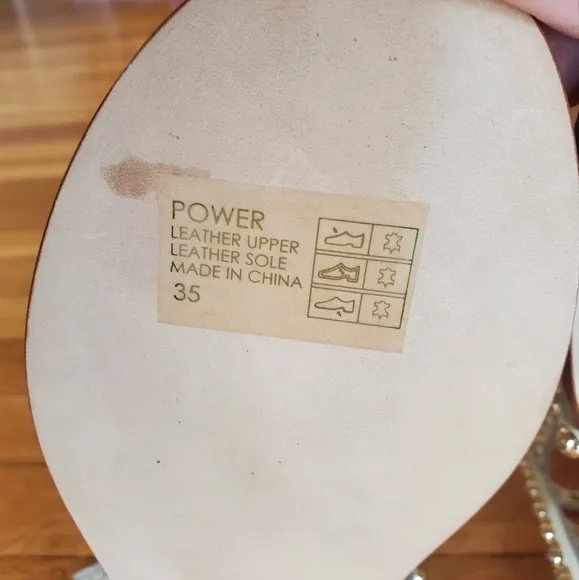 POWER
LEATHER UPPER
LEATHER SOLE
MADE IN CHINA
35